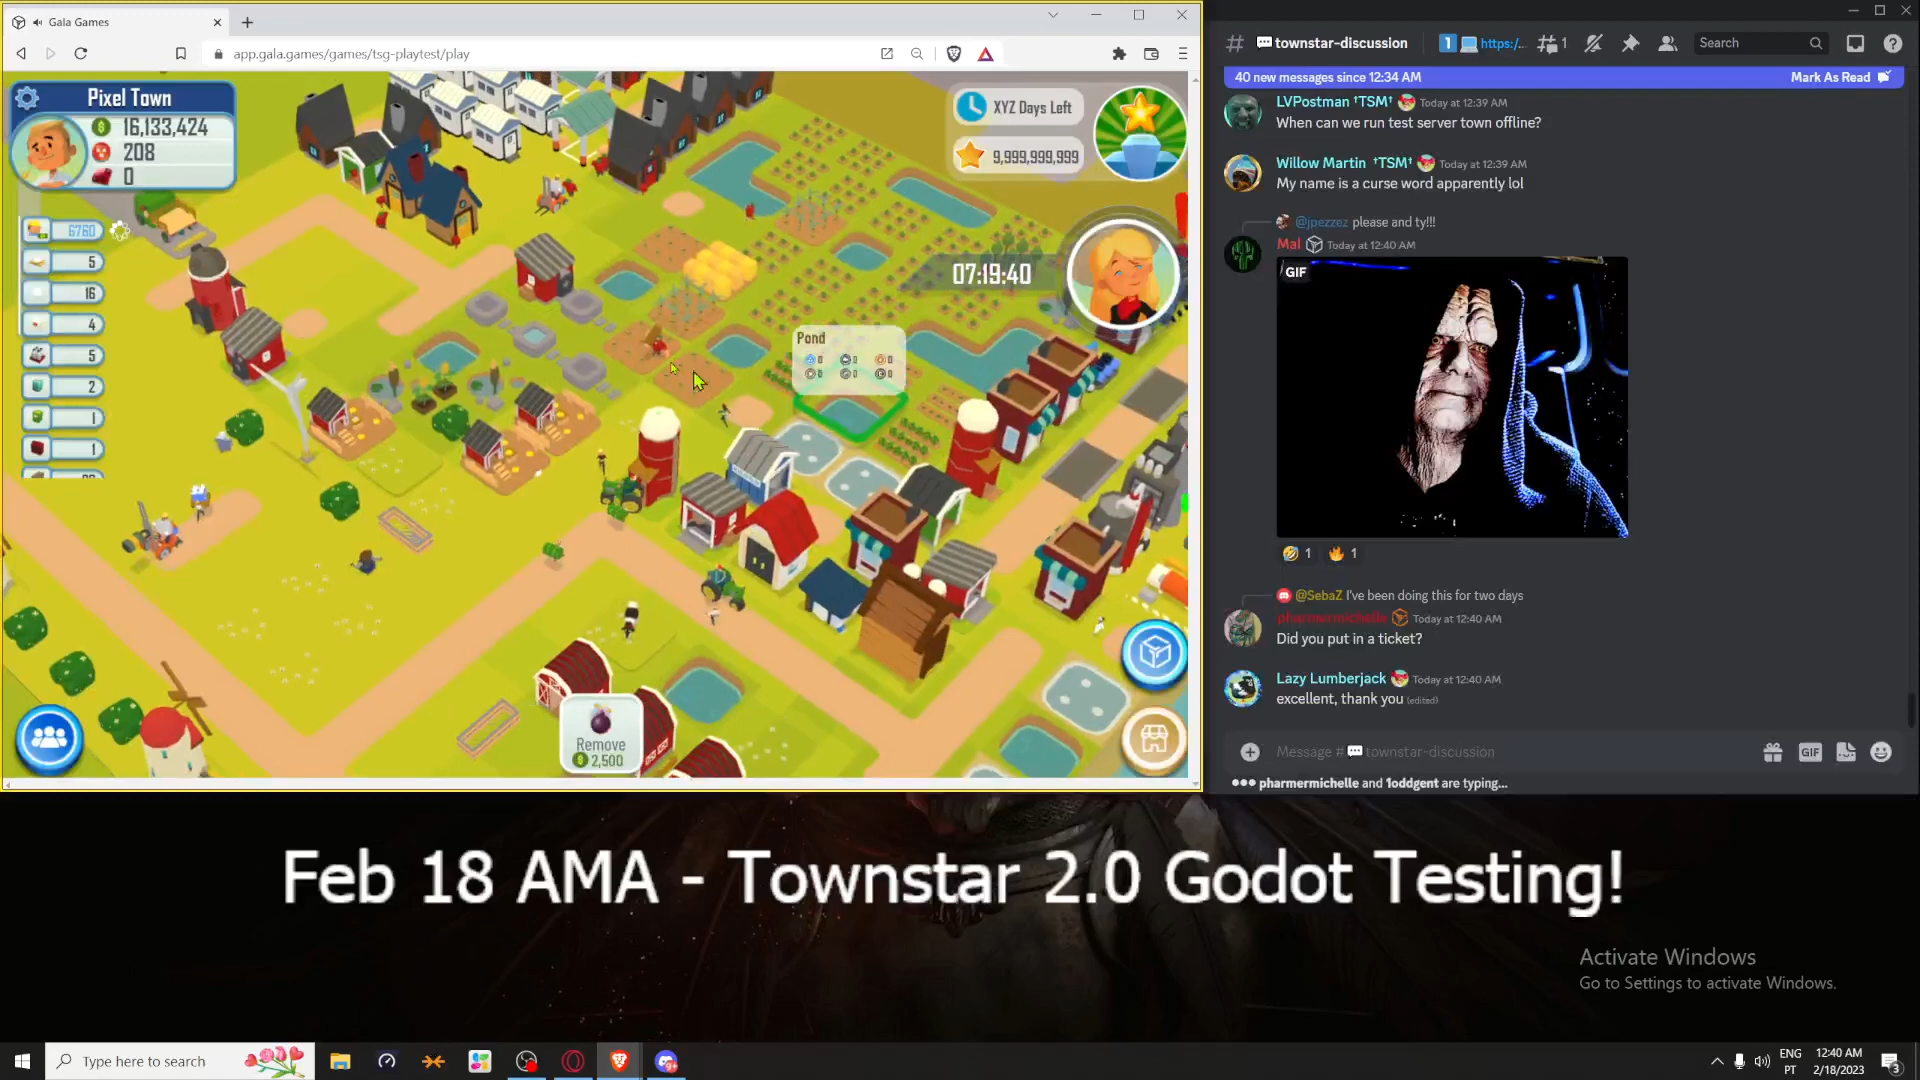 Gala Games
app.gala.games/games/tsg-playtest/play
Pixel Town
16,133,424
208
0
6760
5
16
4
5
2
1
1
XYZ Days Left
9,999,999,999
07:19:40
Pond
Remove
2,500
townstar-discussion
1
https:/...
1
Search
40 new messages since 12:34 AM
Mark As Read
LVPostman †TSM† Today at 12:39 AM
When can we run test server town offline?
Willow Martin †TSM† Today at 12:39 AM
My name is a curse word apparently lol
@jpezzez please and ty!!!
Mal Today at 12:40 AM
GIF
1
1
@SebaZ I've been doing this for two days
pharmermichelle Today at 12:40 AM
Did you put in a ticket?
Lazy Lumberjack Today at 12:40 AM
excellent, thank you (edited)
Message # townstar-discussion
GIF
pharmermichelle and 1oddgent are typing...
Feb 18 AMA - Townstar 2.0 Godot Testing!
Activate Windows
Go to Settings to activate Windows.
Type here to search
9+
ENG
PT
12:40 AM
2/18/2023
3